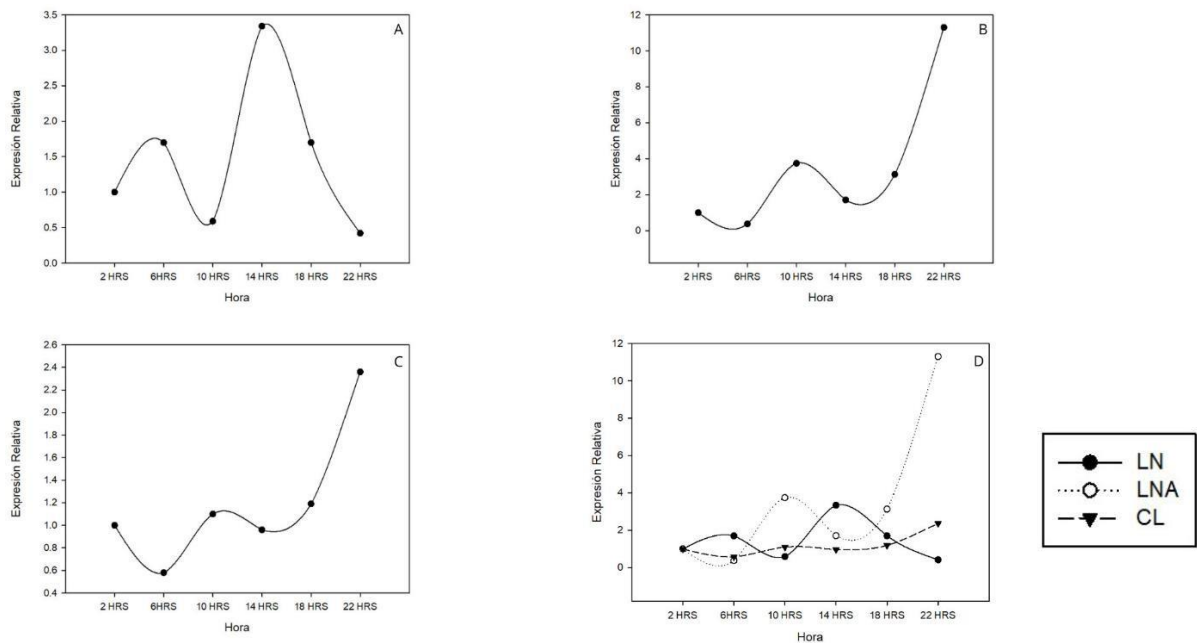 A
3.5
3.0
2.5
2.0
1.5
1.0
0.5
0.0
Expresión Relativa
2 HRS 6HRS 10 HRS 14 HRS 18 HRS 22 HRS
Hora
B
12
10
8
6
4
2
0
Expresión Relativa
2 HRS 6HRS 10 HRS 14 HRS 18 HRS 22 HRS
Hora
C
2.6
2.4
2.2
2.0
1.8
1.6
1.4
1.2
1.0
0.8
0.6
0.4
Expresión Relativa
2 HRS 6HRS 10 HRS 14 HRS 18 HRS 22 HRS
Hora
D
12
10
8
6
4
2
0
Expresión Relativa
2 HRS 6HRS 10 HRS 14 HRS 18 HRS 22 HRS
Hora
LN
LNA
CL